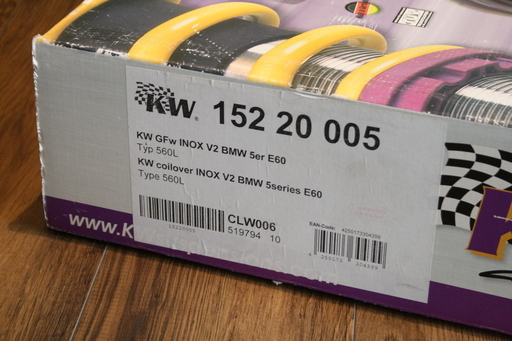 KW® 152 20 005
KW GFw INOX V2 BMW 5er E60
Typ 560L
KW coilover INOX V2 BMW 5series E60
Type 560L
CLW006
519794 10
15220005
EAN-Code:
www.K